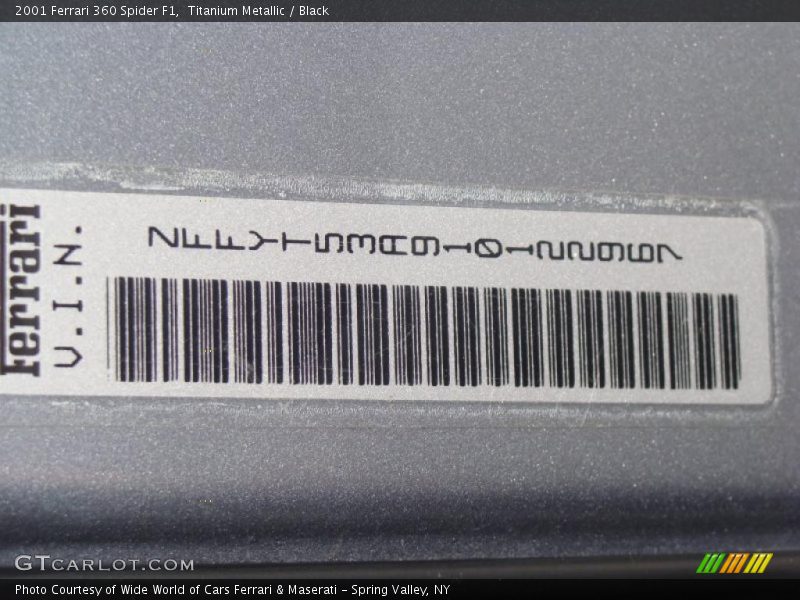 2001 Ferrari 360 Spider F1,  Titanium Metallic / Black
Ferrari
V.I.N.
ZFFYT53A910122967
GTCARLOT.COM
Photo Courtesy of Wide World of Cars Ferrari & Maserati - Spring Valley, NY